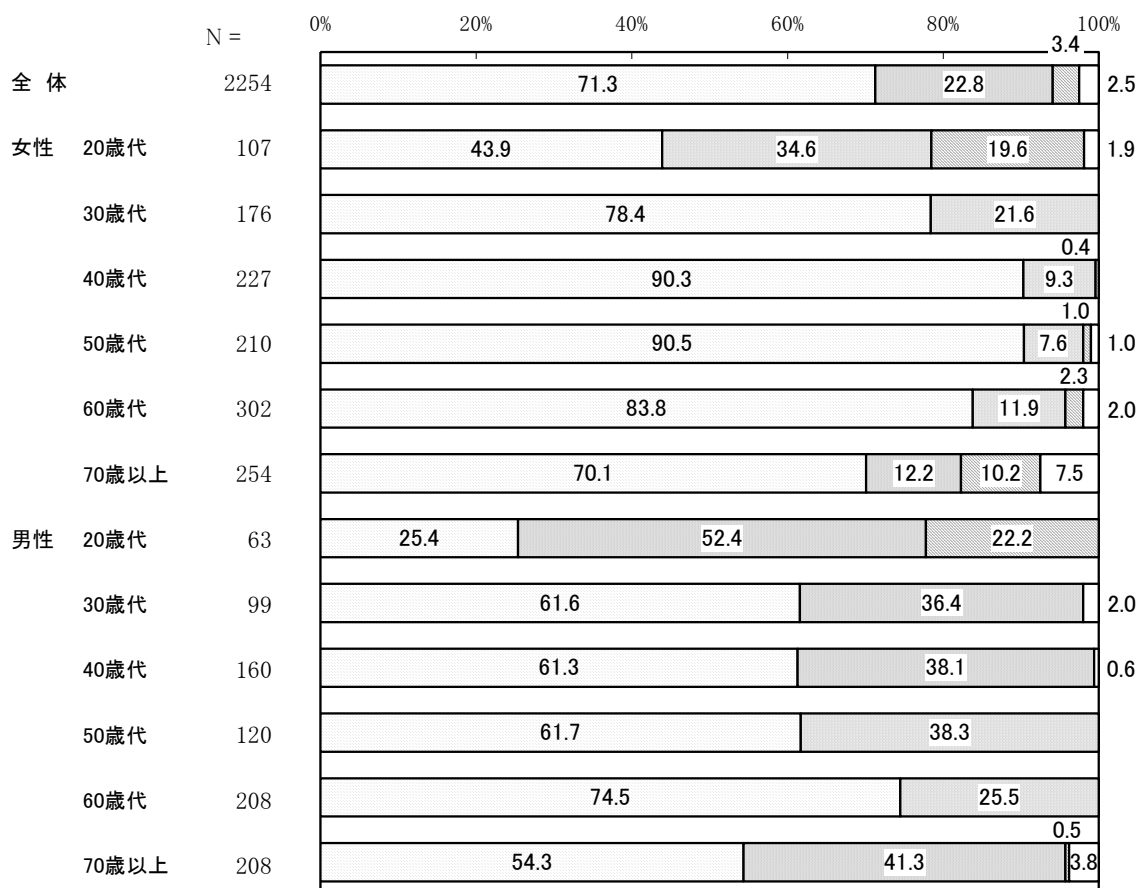 0% 20% 40% 60% 80% 100%
N =
3.4
全 体 2254 71.3 22.8 2.5
女性 20歳代 107 43.9 34.6 19.6 1.9
30歳代 176 78.4 21.6
0.4
40歳代 227 90.3 9.3
1.0
50歳代 210 90.5 7.6 1.0
2.3
60歳代 302 83.8 11.9 2.0
70歳以上 254 70.1 12.2 10.2 7.5
男性 20歳代 63 25.4 52.4 22.2
30歳代 99 61.6 36.4 2.0
40歳代 160 61.3 38.1 0.6
50歳代 120 61.7 38.3
60歳代 208 74.5 25.5
0.5
70歳以上 208 54.3 41.3 3.8